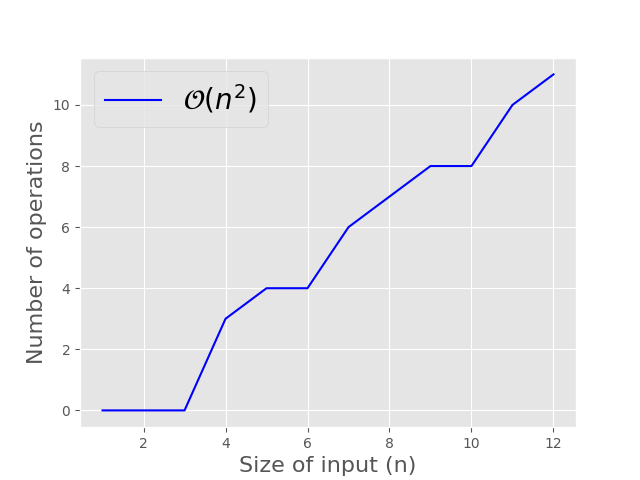 𝒪(n²)
Number of operations
10
8
6
4
2
0
2 4 6 8 10 12
Size of input (n)